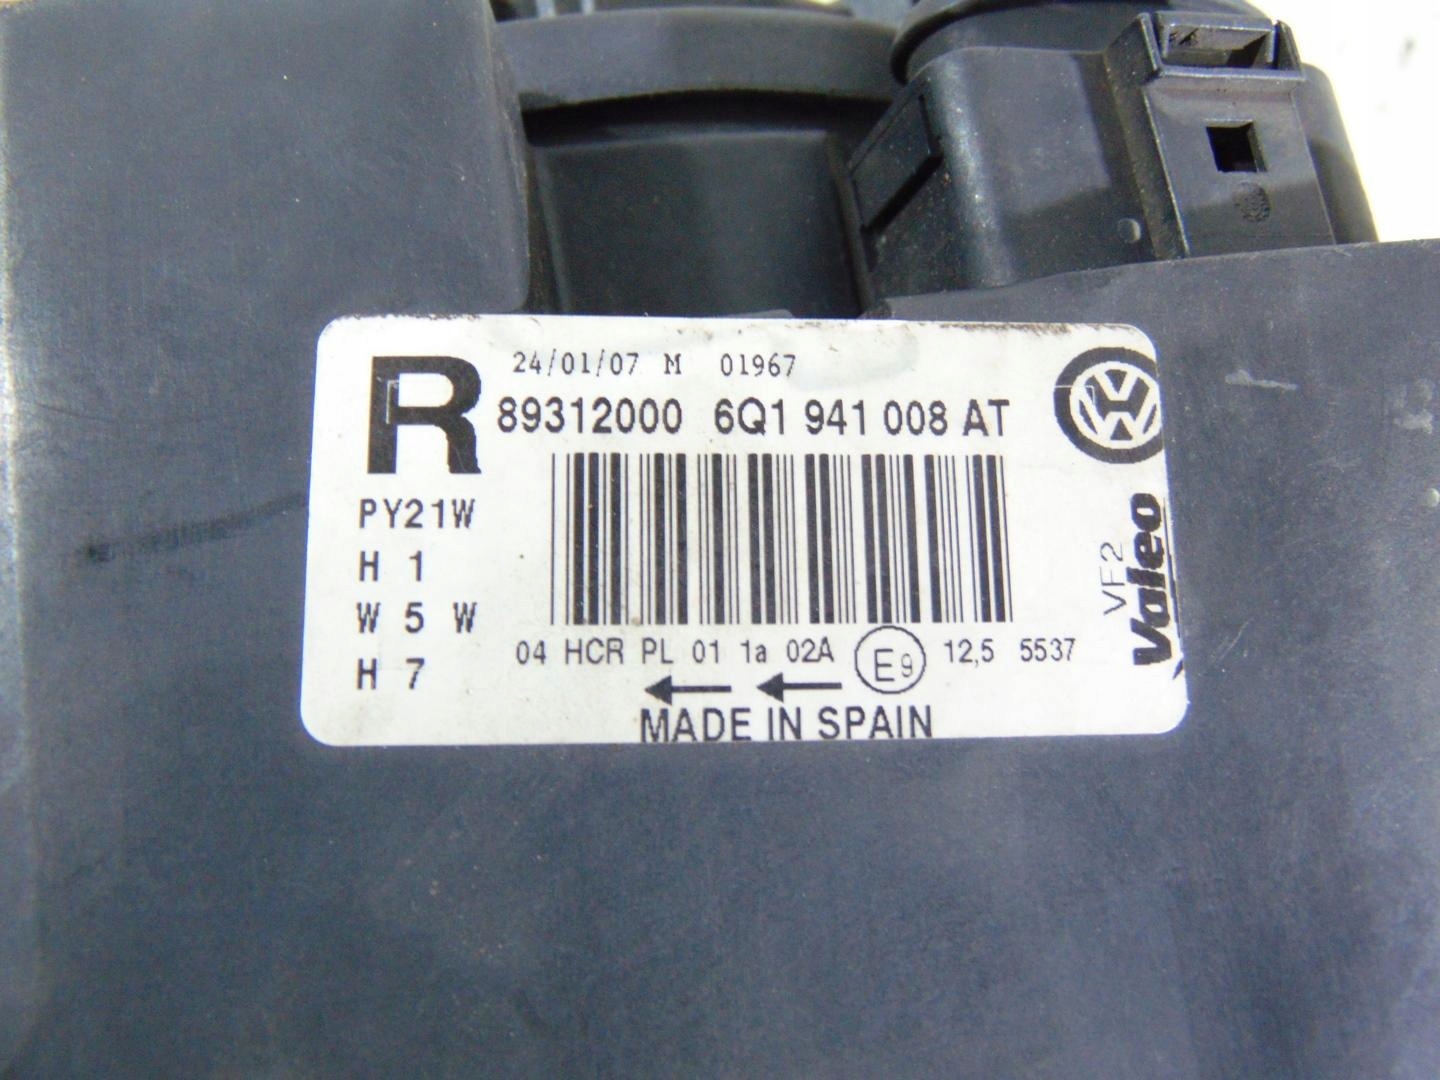 R
24/01/07 M 01967
89312000 6Q1 941 008 AT
PY21W
H 1
W 5 W
H 7
04 HCR PL 01 1a 02A E9 12,5 5537
MADE IN SPAIN
VW
VF2
Valeo